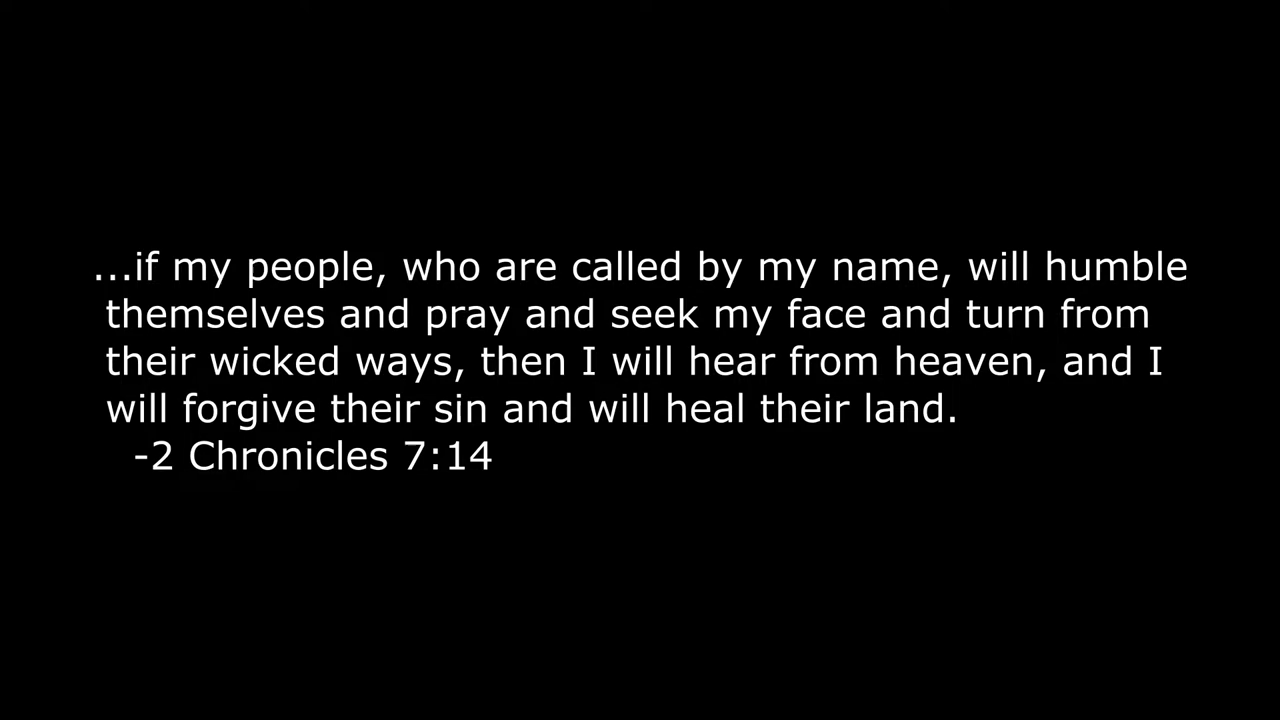 ...if my people, who are called by my name, will humble
themselves and pray and seek my face and turn from
their wicked ways, then I will hear from heaven, and I
will forgive their sin and will heal their land.
-2 Chronicles 7:14